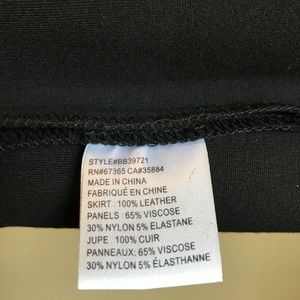 STYLE#BB39721
RN#67365 CA#35884
MADE IN CHINA
FABRIQUÉ EN CHINE
SKIRT : 100% LEATHER
PANELS : 65% VISCOSE
30% NYLON 5% ELASTANE
JUPE : 100% CUIR
PANNEAUX: 65% VISCOSE
30% NYLON 5% ÉLASTHANNE